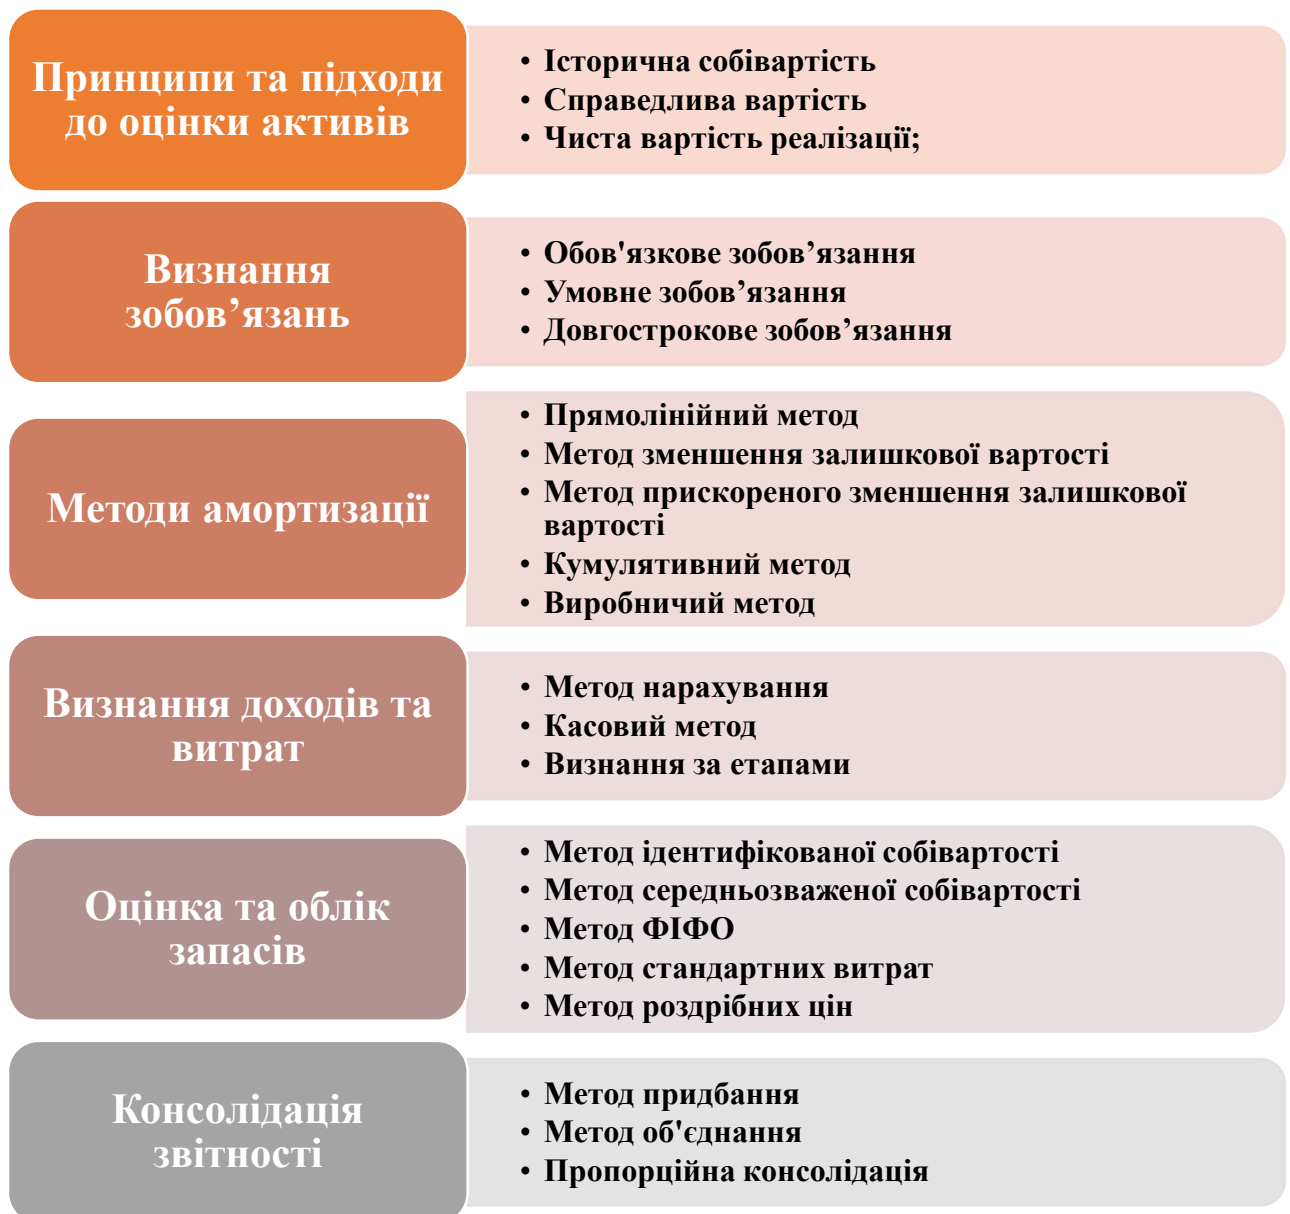 Принципи та підходи
до оцінки активів
• Історична собівартість
• Справедлива вартість
• Чиста вартість реалізації;
Визнання
зобов’язань
• Обов'язкове зобов’язання
• Умовне зобов’язання
• Довгострокове зобов’язання
Методи амортизації
• Прямолінійний метод
• Метод зменшення залишкової вартості
• Метод прискореного зменшення залишкової
вартості
• Кумулятивний метод
• Виробничий метод
Визнання доходів та
витрат
• Метод нарахування
• Касовий метод
• Визнання за етапами
Оцінка та облік
запасів
• Метод ідентифікованої собівартості
• Метод середньозваженої собівартості
• Метод ФІФО
• Метод стандартних витрат
• Метод роздрібних цін
Консолідація
звітності
• Метод придбання
• Метод об'єднання
• Пропорційна консолідація